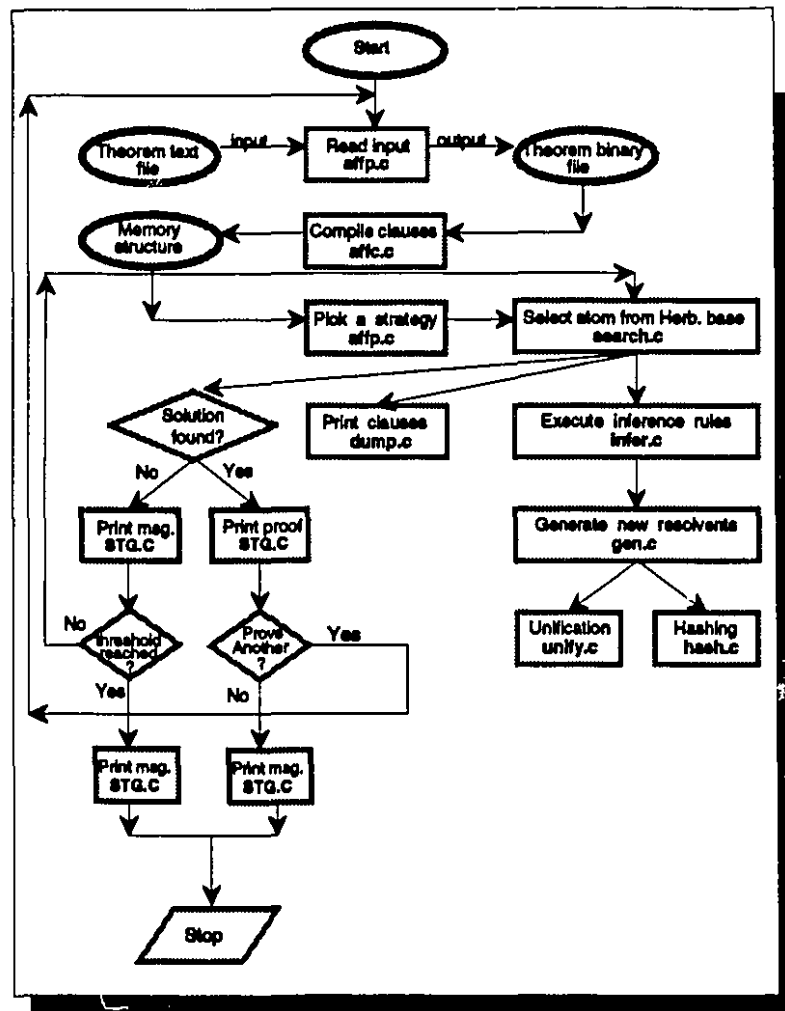 Start
Theorem text
file
input
Read input
affp.c
output
Theorem binary
file
Memory
structure
Compile clauses
affc.c
Pick a strategy
affp.c
Select atom from Herb. base
search.c
Solution
found?
Print clauses
dump.c
Execute inference rules
infer.c
No
Yes
Print msg.
STG.C
Print proof
STG.C
Generate new resolvents
gen.c
No
threshold
reached
?
Prove
Another
?
Yes
Unification
unify.c
Hashing
hash.c
Yes
No
Print msg.
STG.C
Print msg.
STG.C
Stop